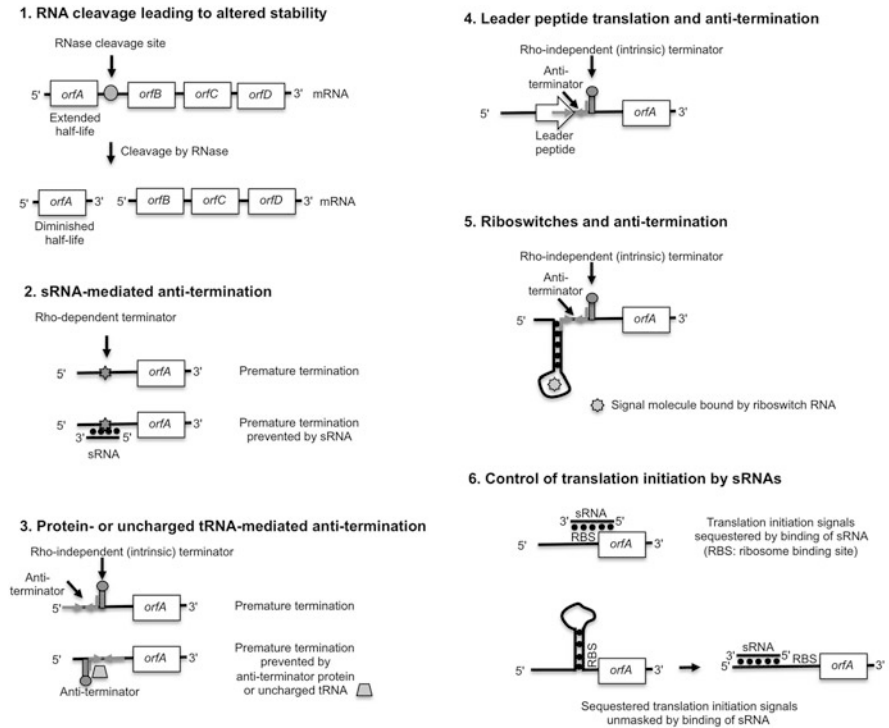 1. RNA cleavage leading to altered stability
RNase cleavage site
5' orfA orfB orfC orfD 3' mRNA
Extended
half-life
Cleavage by RNase
5' orfA 3' 5' orfB orfC orfD 3' mRNA
Diminished
half-life
2. sRNA-mediated anti-termination
Rho-dependent terminator
5' orfA 3' Premature termination
5' orfA 3' Premature termination
prevented by sRNA
3' 5'
sRNA
3. Protein- or uncharged tRNA-mediated anti-termination
Rho-independent (intrinsic) terminator
Anti-
terminator
5' orfA 3' Premature termination
5' orfA 3' Premature termination
prevented by
anti-terminator protein
or uncharged tRNA
Anti-terminator
4. Leader peptide translation and anti-termination
Rho-independent (intrinsic) terminator
Anti-
terminator
5' orfA 3'
Leader
peptide
5. Riboswitches and anti-termination
Rho-independent (intrinsic) terminator
Anti-
terminator
5' orfA 3'
Signal molecule bound by riboswitch RNA
6. Control of translation initiation by sRNAs
sRNA
3' 5'
RBS
5' orfA 3'
Translation initiation signals
sequestered by binding of sRNA
(RBS: ribosome binding site)
RBS
5' orfA 3'
sRNA
3' 5' RBS
5' orfA 3'
Sequestered translation initiation signals
unmasked by binding of sRNA